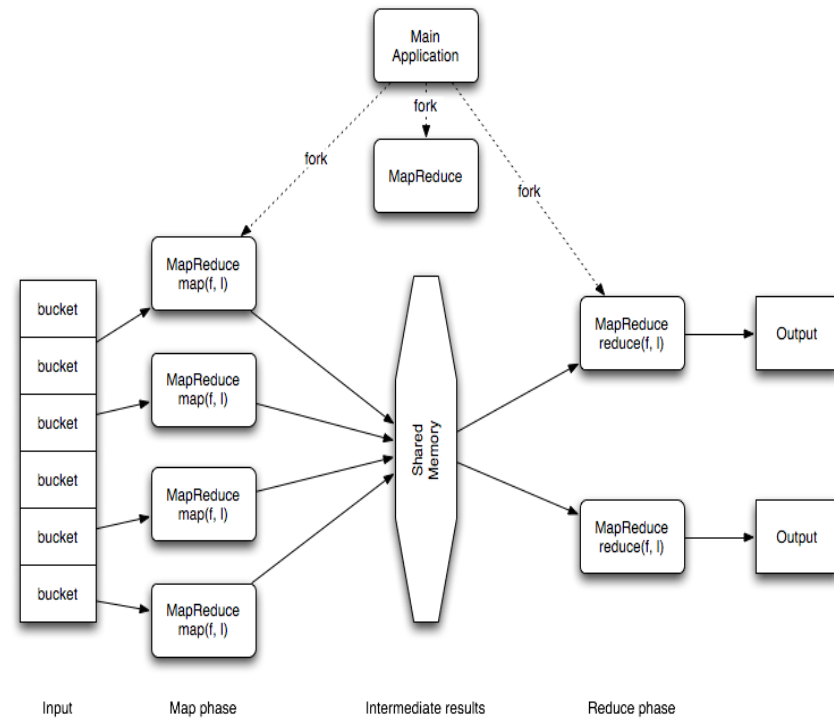 Main
Application
fork
fork
fork
MapReduce
MapReduce
map(f, l)
bucket
bucket
bucket
bucket
bucket
bucket
MapReduce
map(f, l)
MapReduce
map(f, l)
MapReduce
map(f, l)
Shared
Memory
MapReduce
reduce(f, l)
Output
MapReduce
reduce(f, l)
Output
Input
Map phase
Intermediate results
Reduce phase